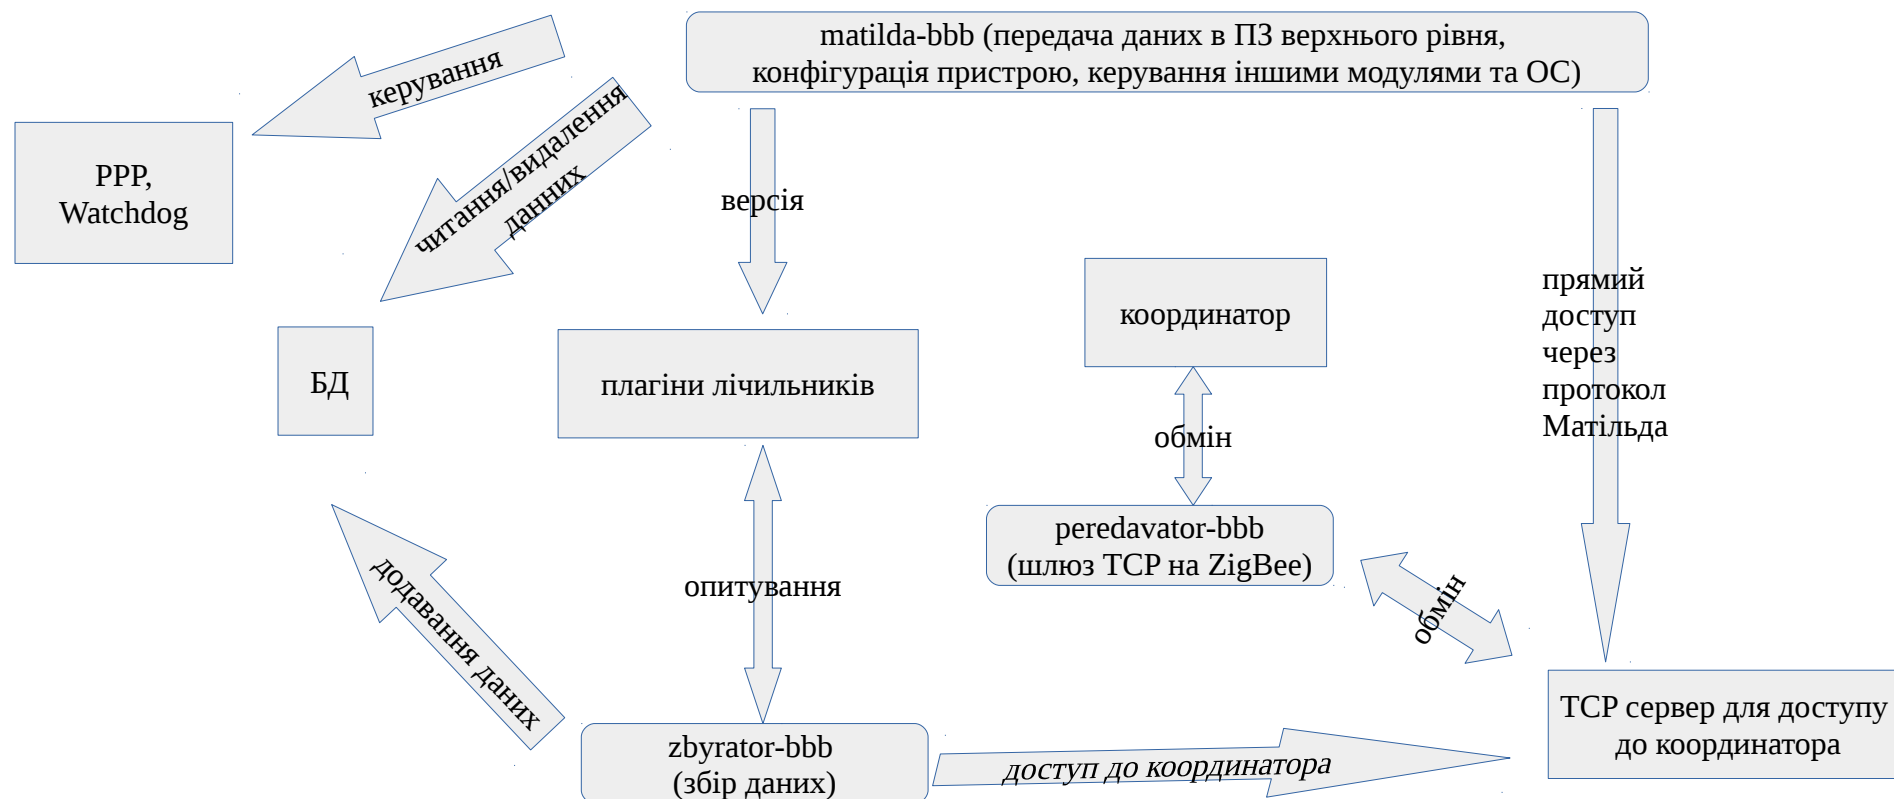 matilda-bbb (передача даних в ПЗ верхнього рівня,
конфігурація пристрою, керування іншими модулями та ОС)
керування
читання/видалення
данних
PPP,
Watchdog
версія
прямий
доступ
через
протокол
Матільда
координатор
БД
плагіни лічильників
обмін
peredavator-bbb
(шлюз TCP на ZigBee)
опитування
обмін
додавання даних
TCP сервер для доступу
до координатора
zbyrator-bbb
(збір даних)
доступ до координатора